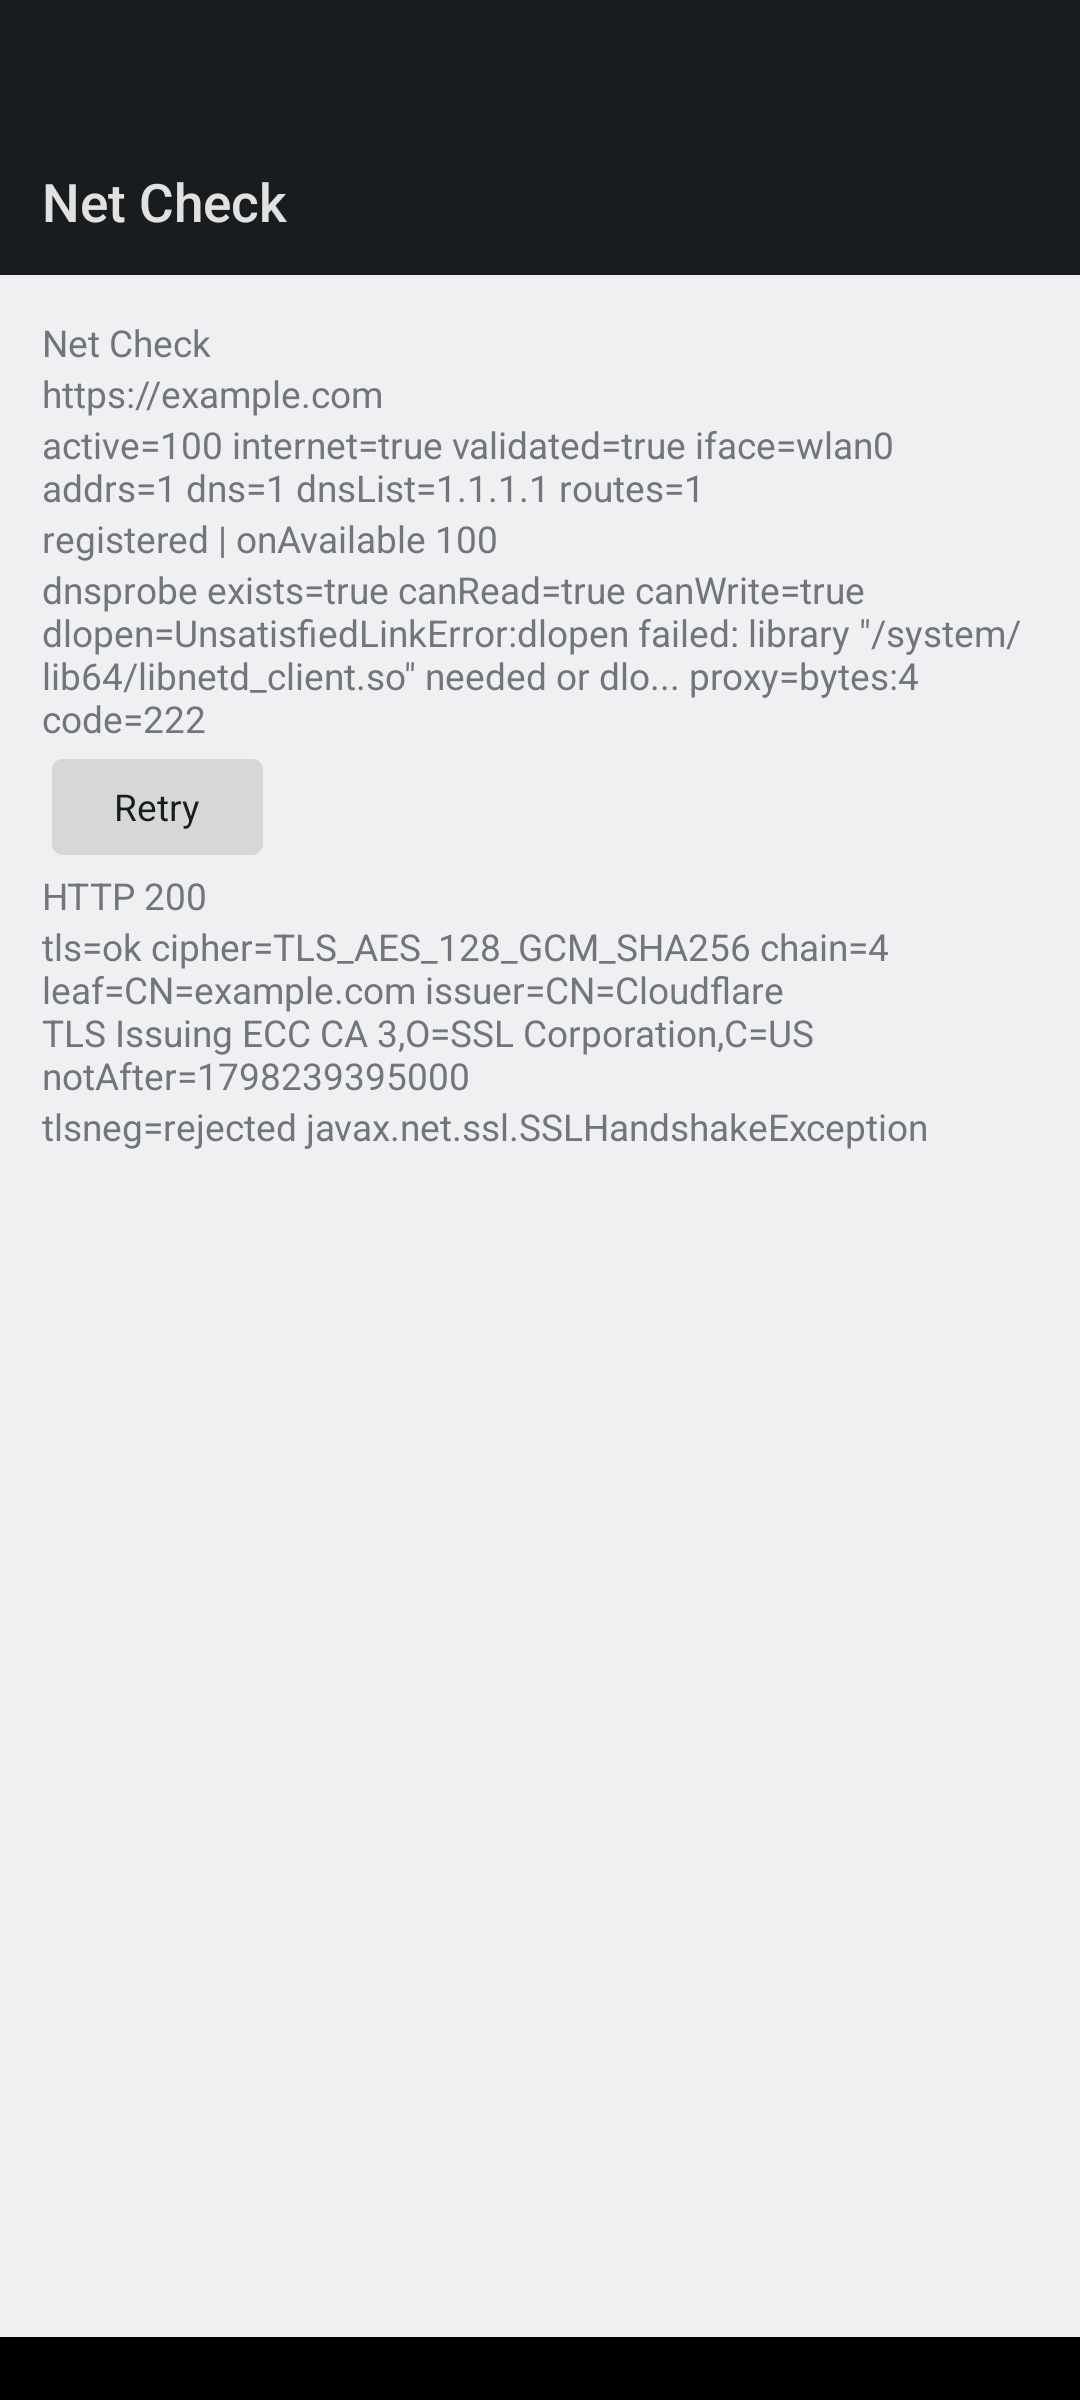 Net Check
Net Check
https://example.com
active=100 internet=true validated=true iface=wlan0
addrs=1 dns=1 dnsList=1.1.1.1 routes=1
registered | onAvailable 100
dnsprobe exists=true canRead=true canWrite=true
dlopen=UnsatisfiedLinkError:dlopen failed: library "/system/
lib64/libnetd_client.so" needed or dlo... proxy=bytes:4
code=222
Retry
HTTP 200
tls=ok cipher=TLS_AES_128_GCM_SHA256 chain=4
leaf=CN=example.com issuer=CN=Cloudflare
TLS Issuing ECC CA 3,O=SSL Corporation,C=US
notAfter=1798239395000
tlsneg=rejected javax.net.ssl.SSLHandshakeException